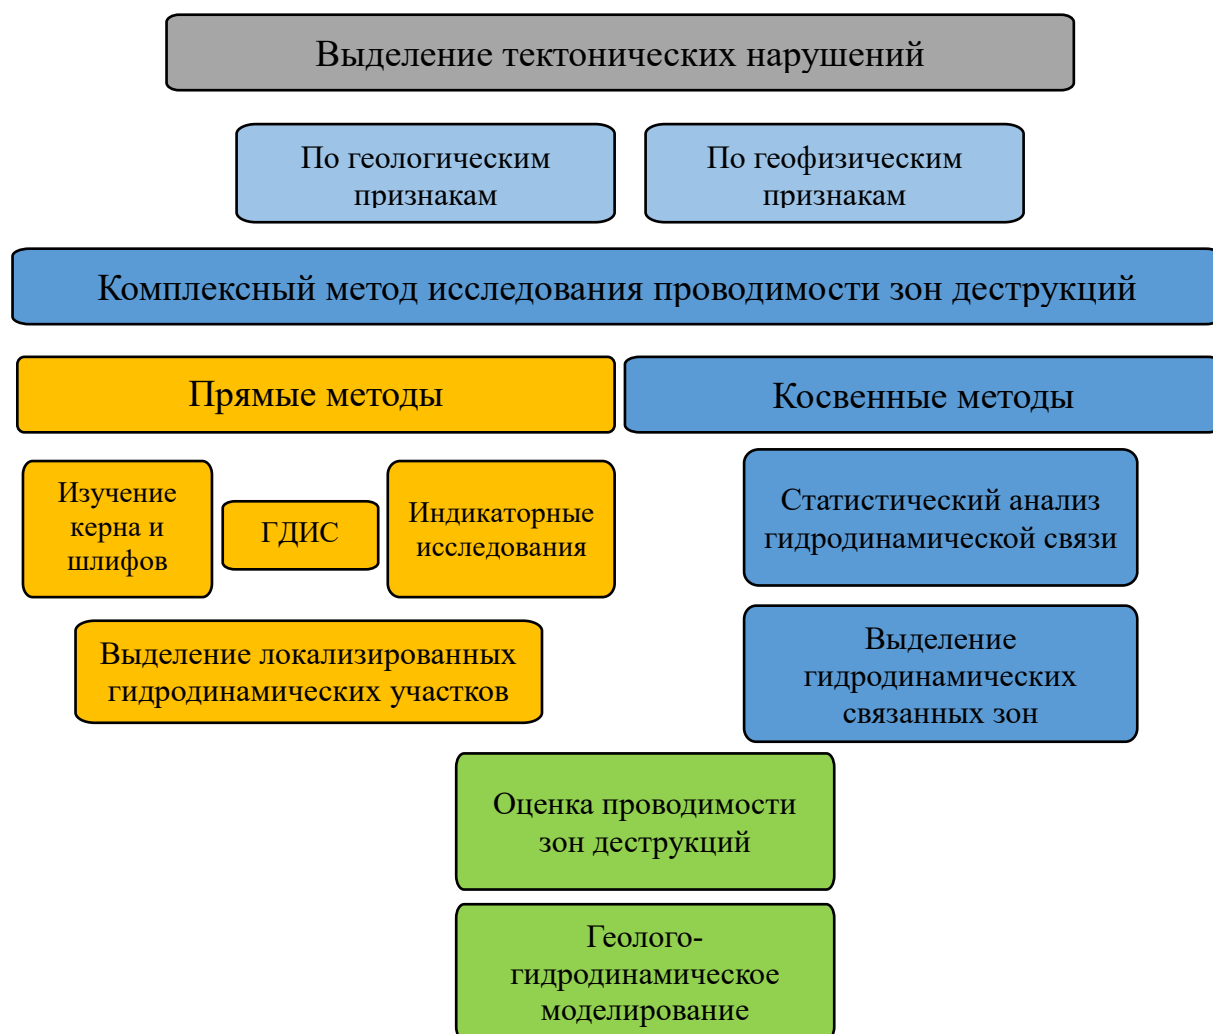 Выделение тектонических нарушений
По геологическим
признакам
По геофизическим
признакам
Комплексный метод исследования проводимости зон деструкций
Прямые методы
Косвенные методы
Изучение
керна и
шлифов
ГДИС
Индикаторные
исследования
Статистический анализ
гидродинамической связи
Выделение локализированных
гидродинамических участков
Выделение
гидродинамических
связанных зон
Оценка проводимости
зон деструкций
Геолого-
гидродинамическое
моделирование